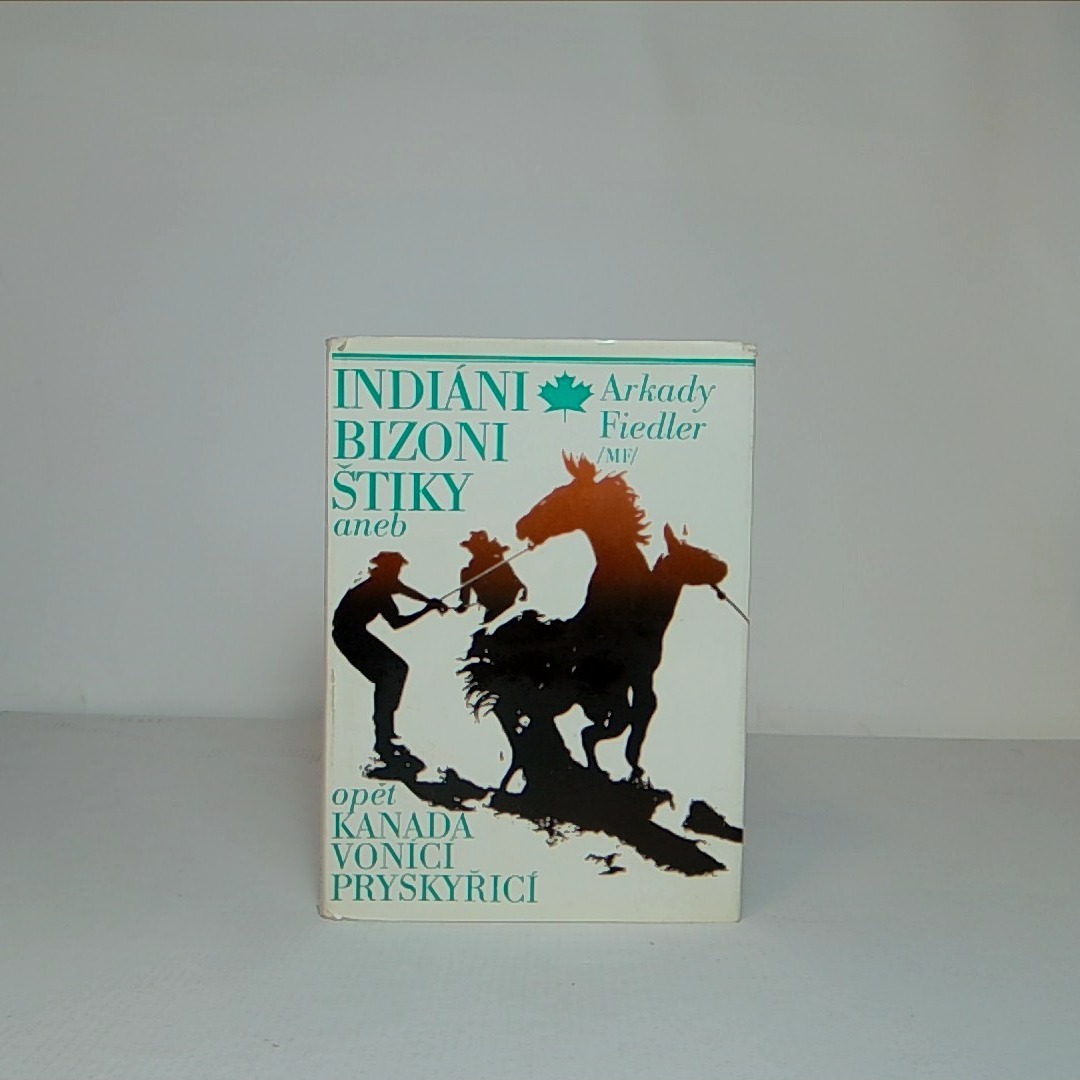 INDIÁNI
BIZONI
ŠTIKY
aneb
Arkady
Fiedler
/MF/
opět
KANADA
VONÍCÍ
PRYSKYŘICÍ